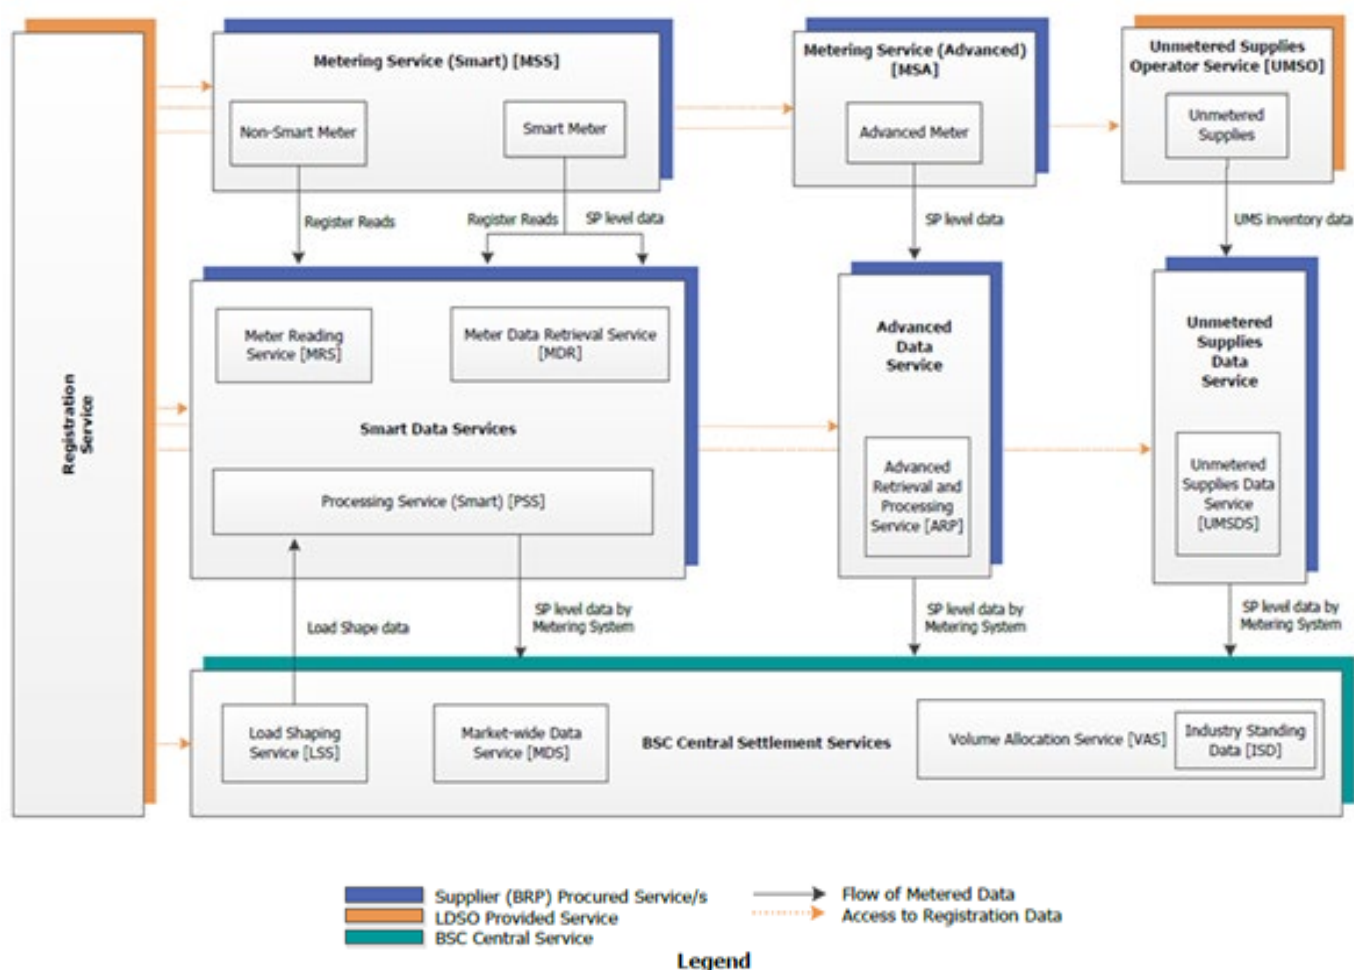 Metering Service (Smart) [MSS]
Non-Smart Meter
Smart Meter
Metering Service (Advanced)
[MSA]
Advanced Meter
Unmetered Supplies
Operator Service [UMSO]
Unmetered
Supplies
Register Reads
Register Reads
SP level data
SP level data
UMS inventory data
Registration
Service
Meter Reading
Service [MRS]
Meter Data Retrieval Service
[MDR]
Smart Data Services
Processing Service (Smart) [PSS]
Advanced
Data
Service
Advanced
Retrieval and
Processing
Service [ARP]
Unmetered
Supplies
Data
Service
Unmetered
Supplies Data
Service
[UMSDS]
Load Shape data
SP level data by
Metering System
SP level data by
Metering System
SP level data by
Metering System
Load Shaping
Service [LSS]
Market-wide Data
Service [MDS]
BSC Central Settlement Services
Volume Allocation Service [VAS]
Industry Standing
Data [ISD]
Supplier (BRP) Procured Service/s
LDSO Provided Service
BSC Central Service
Flow of Metered Data
Access to Registration Data
Legend